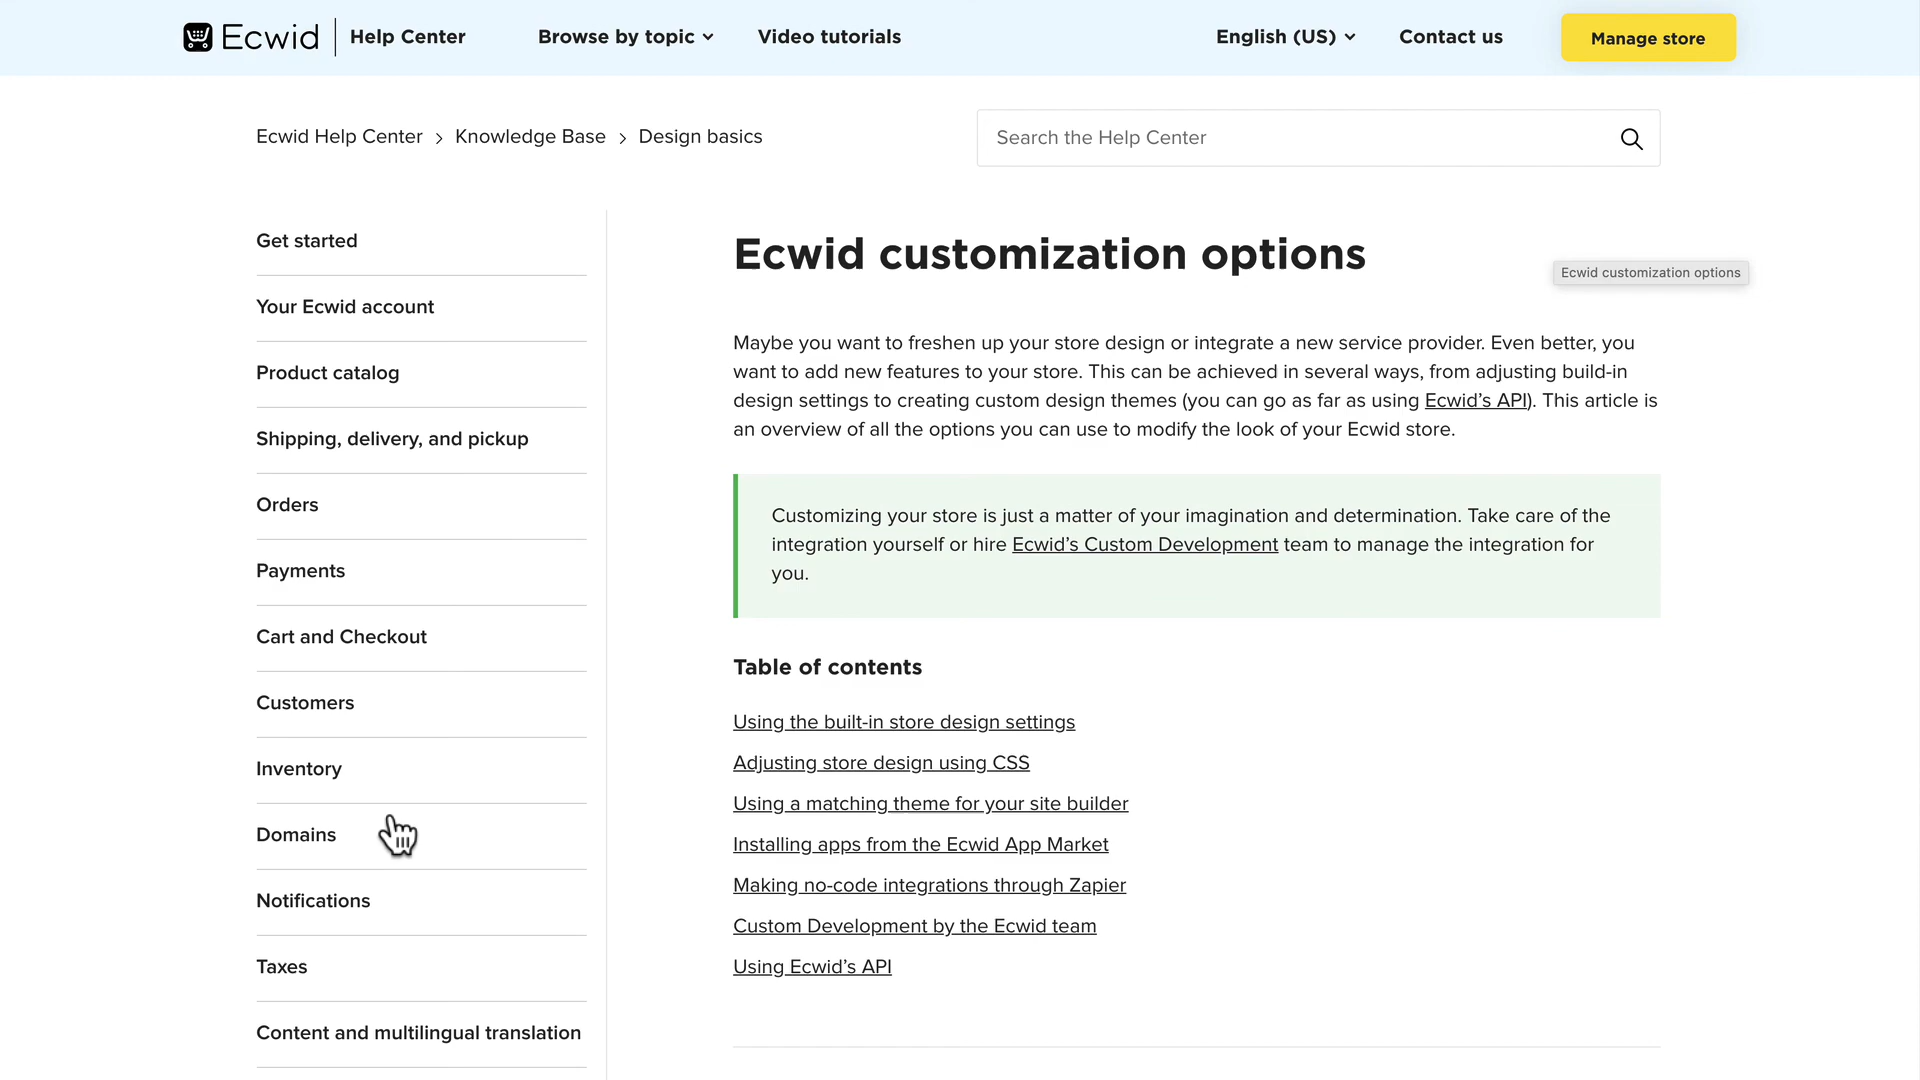 Ecwid Help Center Browse by topic Video tutorials English (US) Contact us Manage store
Ecwid Help Center > Knowledge Base > Design basics
Search the Help Center
Get started
Your Ecwid account
Product catalog
Shipping, delivery, and pickup
Orders
Payments
Cart and Checkout
Customers
Inventory
Domains
Notifications
Taxes
Content and multilingual translation
Ecwid customization options
Ecwid customization options
Maybe you want to freshen up your store design or integrate a new service provider. Even better, you
want to add new features to your store. This can be achieved in several ways, from adjusting build-in
design settings to creating custom design themes (you can go as far as using Ecwid’s API). This article is
an overview of all the options you can use to modify the look of your Ecwid store.
Customizing your store is just a matter of your imagination and determination. Take care of the
integration yourself or hire Ecwid’s Custom Development team to manage the integration for
you.
Table of contents
Using the built-in store design settings
Adjusting store design using CSS
Using a matching theme for your site builder
Installing apps from the Ecwid App Market
Making no-code integrations through Zapier
Custom Development by the Ecwid team
Using Ecwid’s API